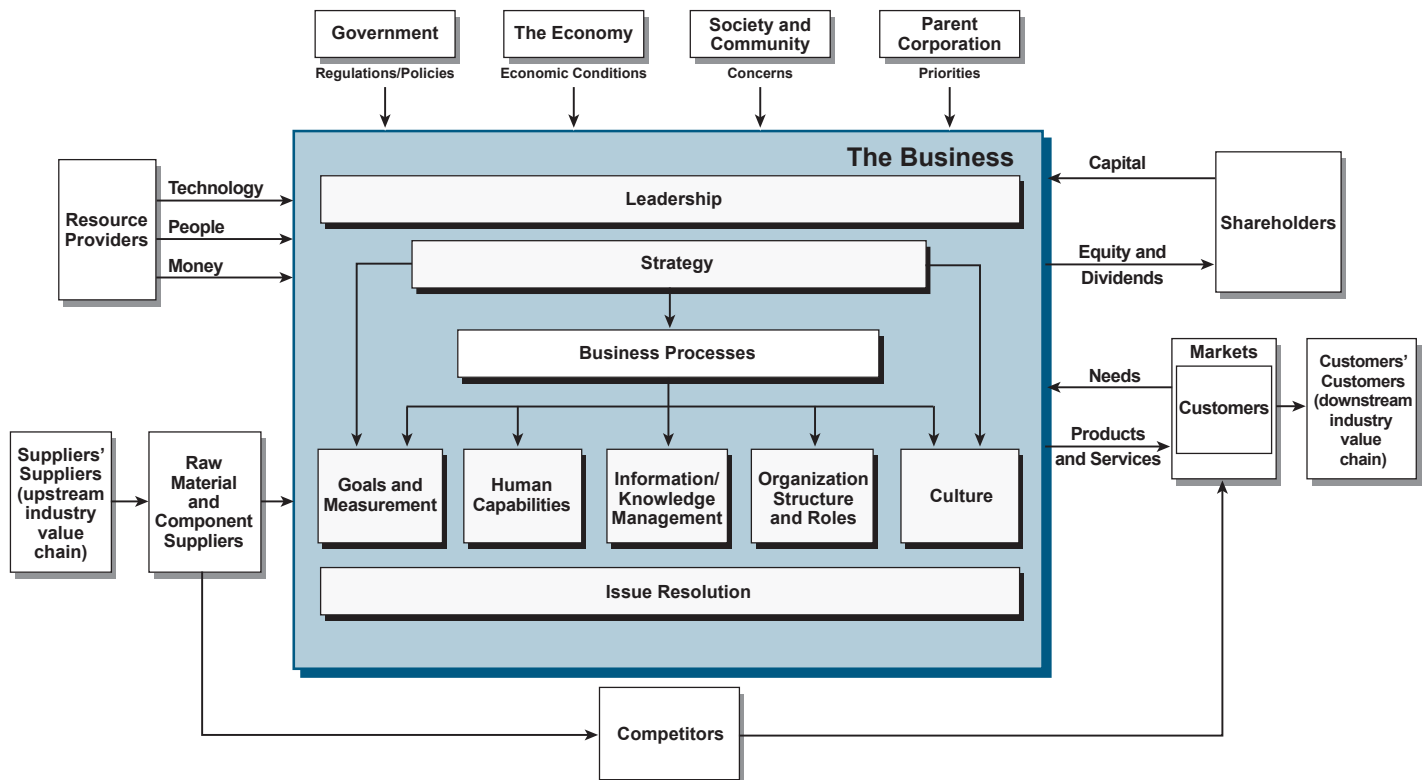 Government
The Economy
Society and
Community
Parent
Corporation
Regulations/Policies
Economic Conditions
Concerns
Priorities
The Business
Resource
Providers
Technology
People
Money
Leadership
Strategy
Business Processes
Capital
Equity and
Dividends
Shareholders
Needs
Products
and Services
Markets
Customers
Customers’
Customers
(downstream
industry
value
chain)
Suppliers’
Suppliers
(upstream
industry
value
chain)
Raw
Material
and
Component
Suppliers
Goals and
Measurement
Human
Capabilities
Information/
Knowledge
Management
Organization
Structure
and Roles
Culture
Issue Resolution
Competitors